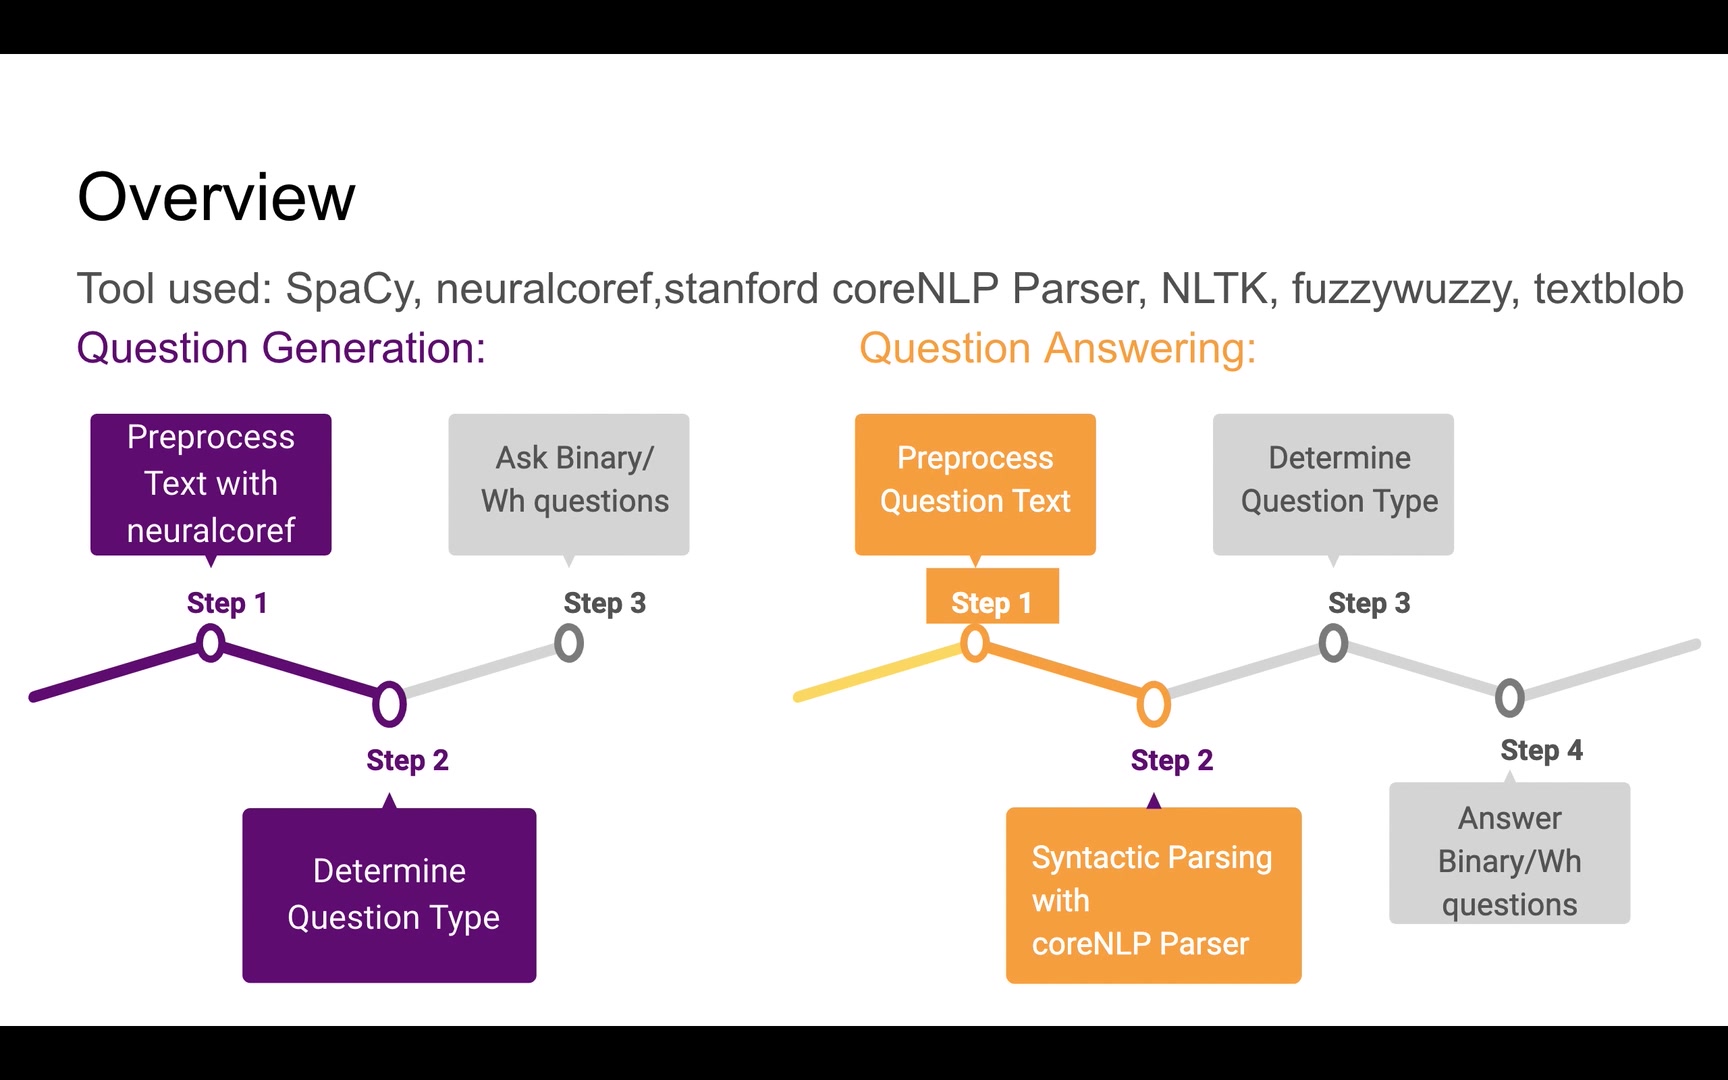 Overview
Tool used: SpaCy, neuralcoref,stanford coreNLP Parser, NLTK, fuzzywuzzy, textblob
Question Generation:
Question Answering:
Preprocess
Text with
neuralcoref
Step 1
Step 2
Determine
Question Type
Ask Binary/
Wh questions
Step 3
Preprocess
Question Text
Step 1
Step 2
Syntactic Parsing
with
coreNLP Parser
Determine
Question Type
Step 3
Step 4
Answer
Binary/Wh
questions